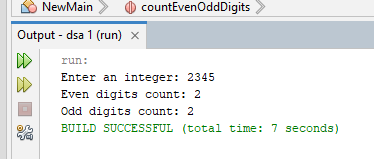 NewMain
countEvenOddDigits
Output - dsa 1 (run) ×
run:
Enter an integer: 2345
Even digits count: 2
Odd digits count: 2
BUILD SUCCESSFUL (total time: 7 seconds)